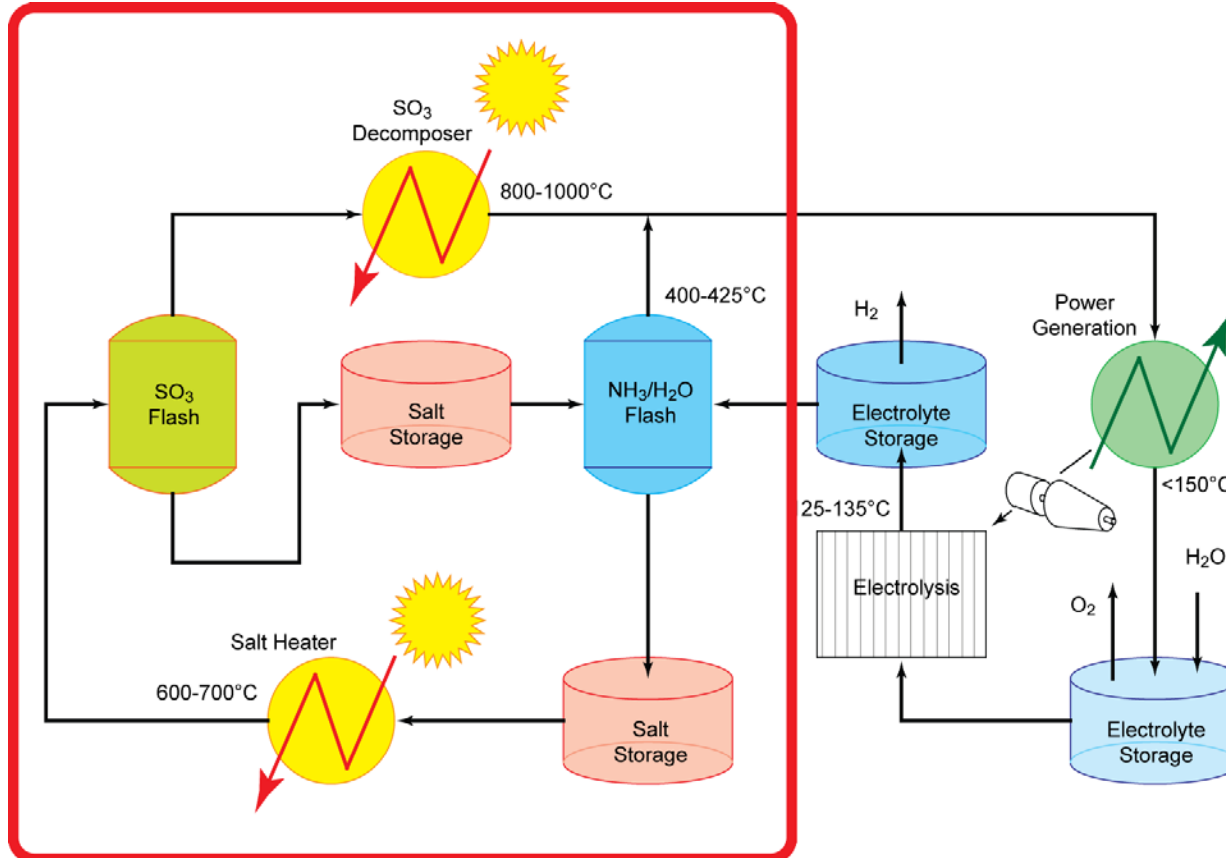 SO₃
Decomposer
800-1000°C
400-425°C
H₂
Power
Generation
SO₃
Flash
Salt
Storage
NH₃/H₂O
Flash
Electrolyte
Storage
<150°C
25-135°C
H₂O
Electrolysis
O₂
Salt Heater
600-700°C
Salt
Storage
Electrolyte
Storage